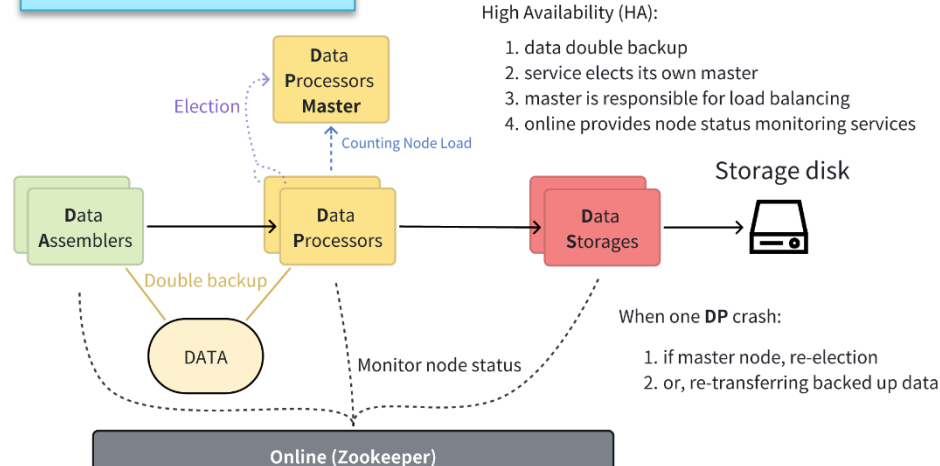 High Availability (HA):
1. data double backup
2. service elects its own master
3. master is responsible for load balancing
4. online provides node status monitoring services
Data
Processors
Master
Election
Counting Node Load
Storage disk
Data
Assemblers
Data
Processors
Data
Storages
Double backup
DATA
Monitor node status
When one DP crash:
1. if master node, re-election
2. or, re-transferring backed up data
Online (Zookeeper)